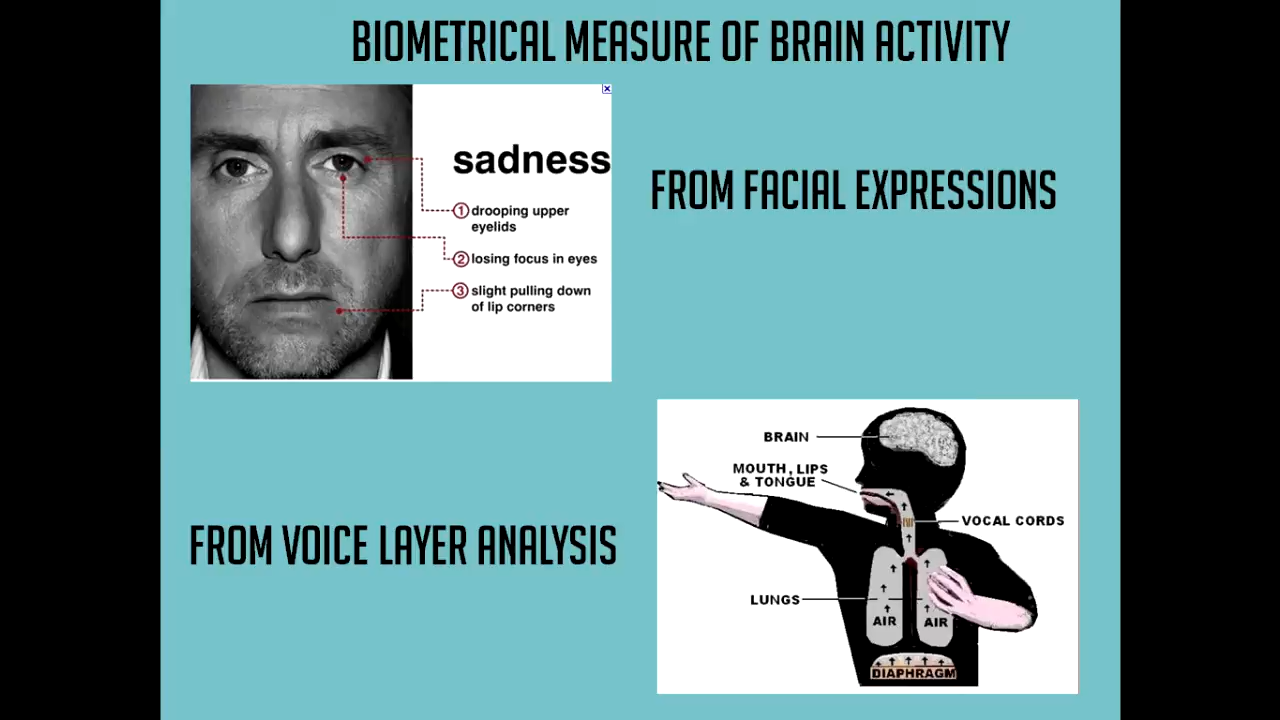 BIOMETRICAL MEASURE OF BRAIN ACTIVITY
sadness
1 drooping upper
eyelids
2 losing focus in eyes
3 slight pulling down
of lip corners
FROM FACIAL EXPRESSIONS
FROM VOICE LAYER ANALYSIS
BRAIN
MOUTH, LIPS
& TONGUE
VOCAL CORDS
LUNGS
AIR AIR
DIAPHRAGM